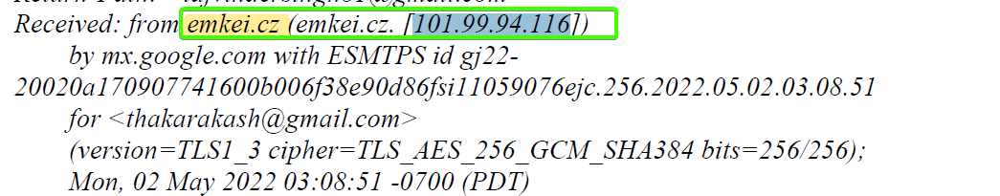 Received: from emkei.cz (emkei.cz. [101.99.94.116])
by mx.google.com with ESMTPS id gj22-
20020a170907741600b006f38e90d86fsi11059076ejc.256.2022.05.02.03.08.51
for <thakarakash@gmail.com>
(version=TLS1_3 cipher=TLS_AES_256_GCM_SHA384 bits=256/256);
Mon, 02 May 2022 03:08:51 -0700 (PDT)